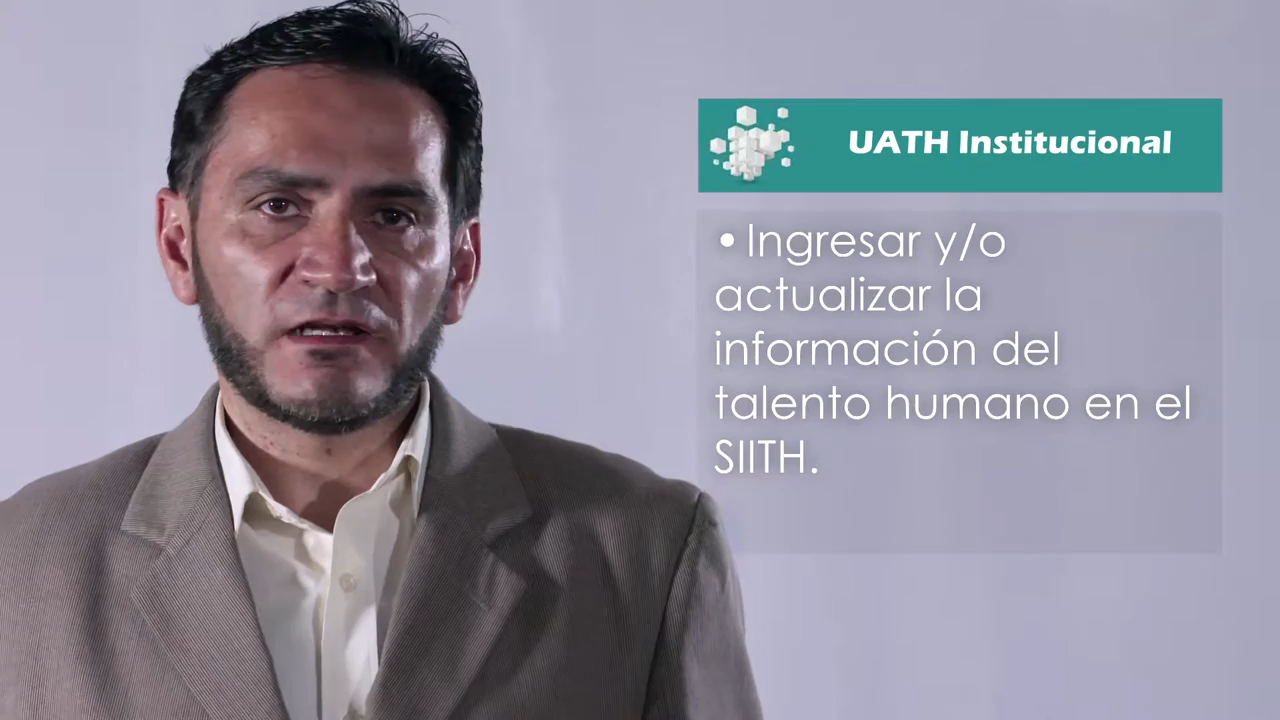 UATH Institucional
• Ingresar y/o
actualizar la
información del
talento humano en el
SIITH.